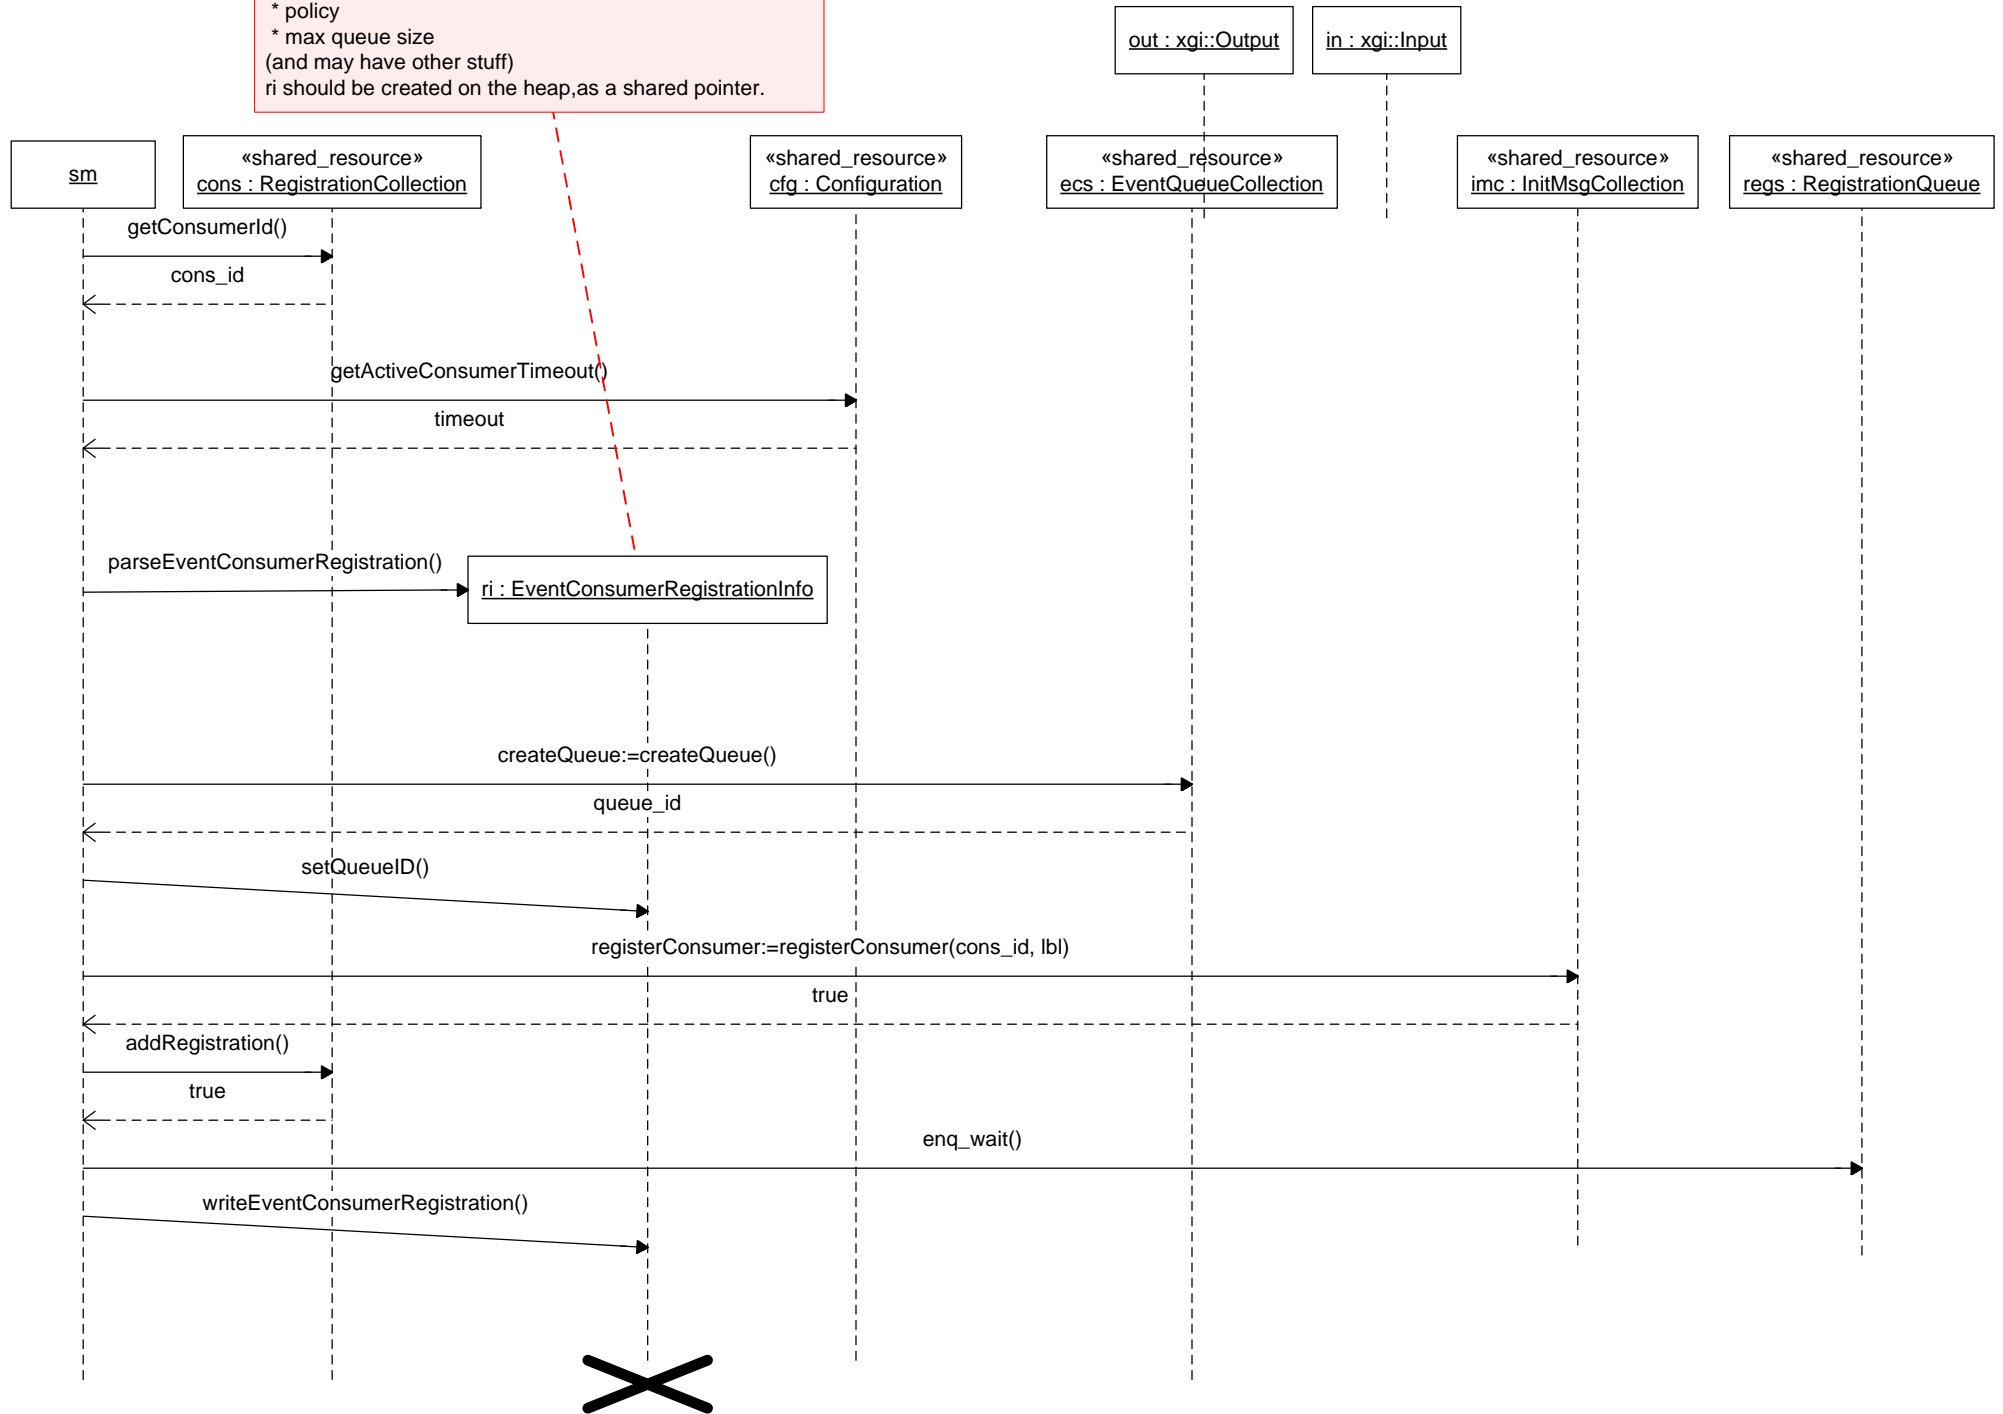 * policy
* max queue size
(and may have other stuff)
ri should be created on the heap,as a shared pointer.
out : xgi::Output
in : xgi::Input
sm
«shared_resource»
cons : RegistrationCollection
«shared_resource»
cfg : Configuration
«shared_resource»
ecs : EventQueueCollection
«shared_resource»
imc : InitMsgCollection
«shared_resource»
regs : RegistrationQueue
getConsumerId()
cons_id
getActiveConsumerTimeout()
timeout
parseEventConsumerRegistration()
ri : EventConsumerRegistrationInfo
createQueue:=createQueue()
queue_id
setQueueID()
registerConsumer:=registerConsumer(cons_id, lbl)
true
addRegistration()
true
enq_wait()
writeEventConsumerRegistration()